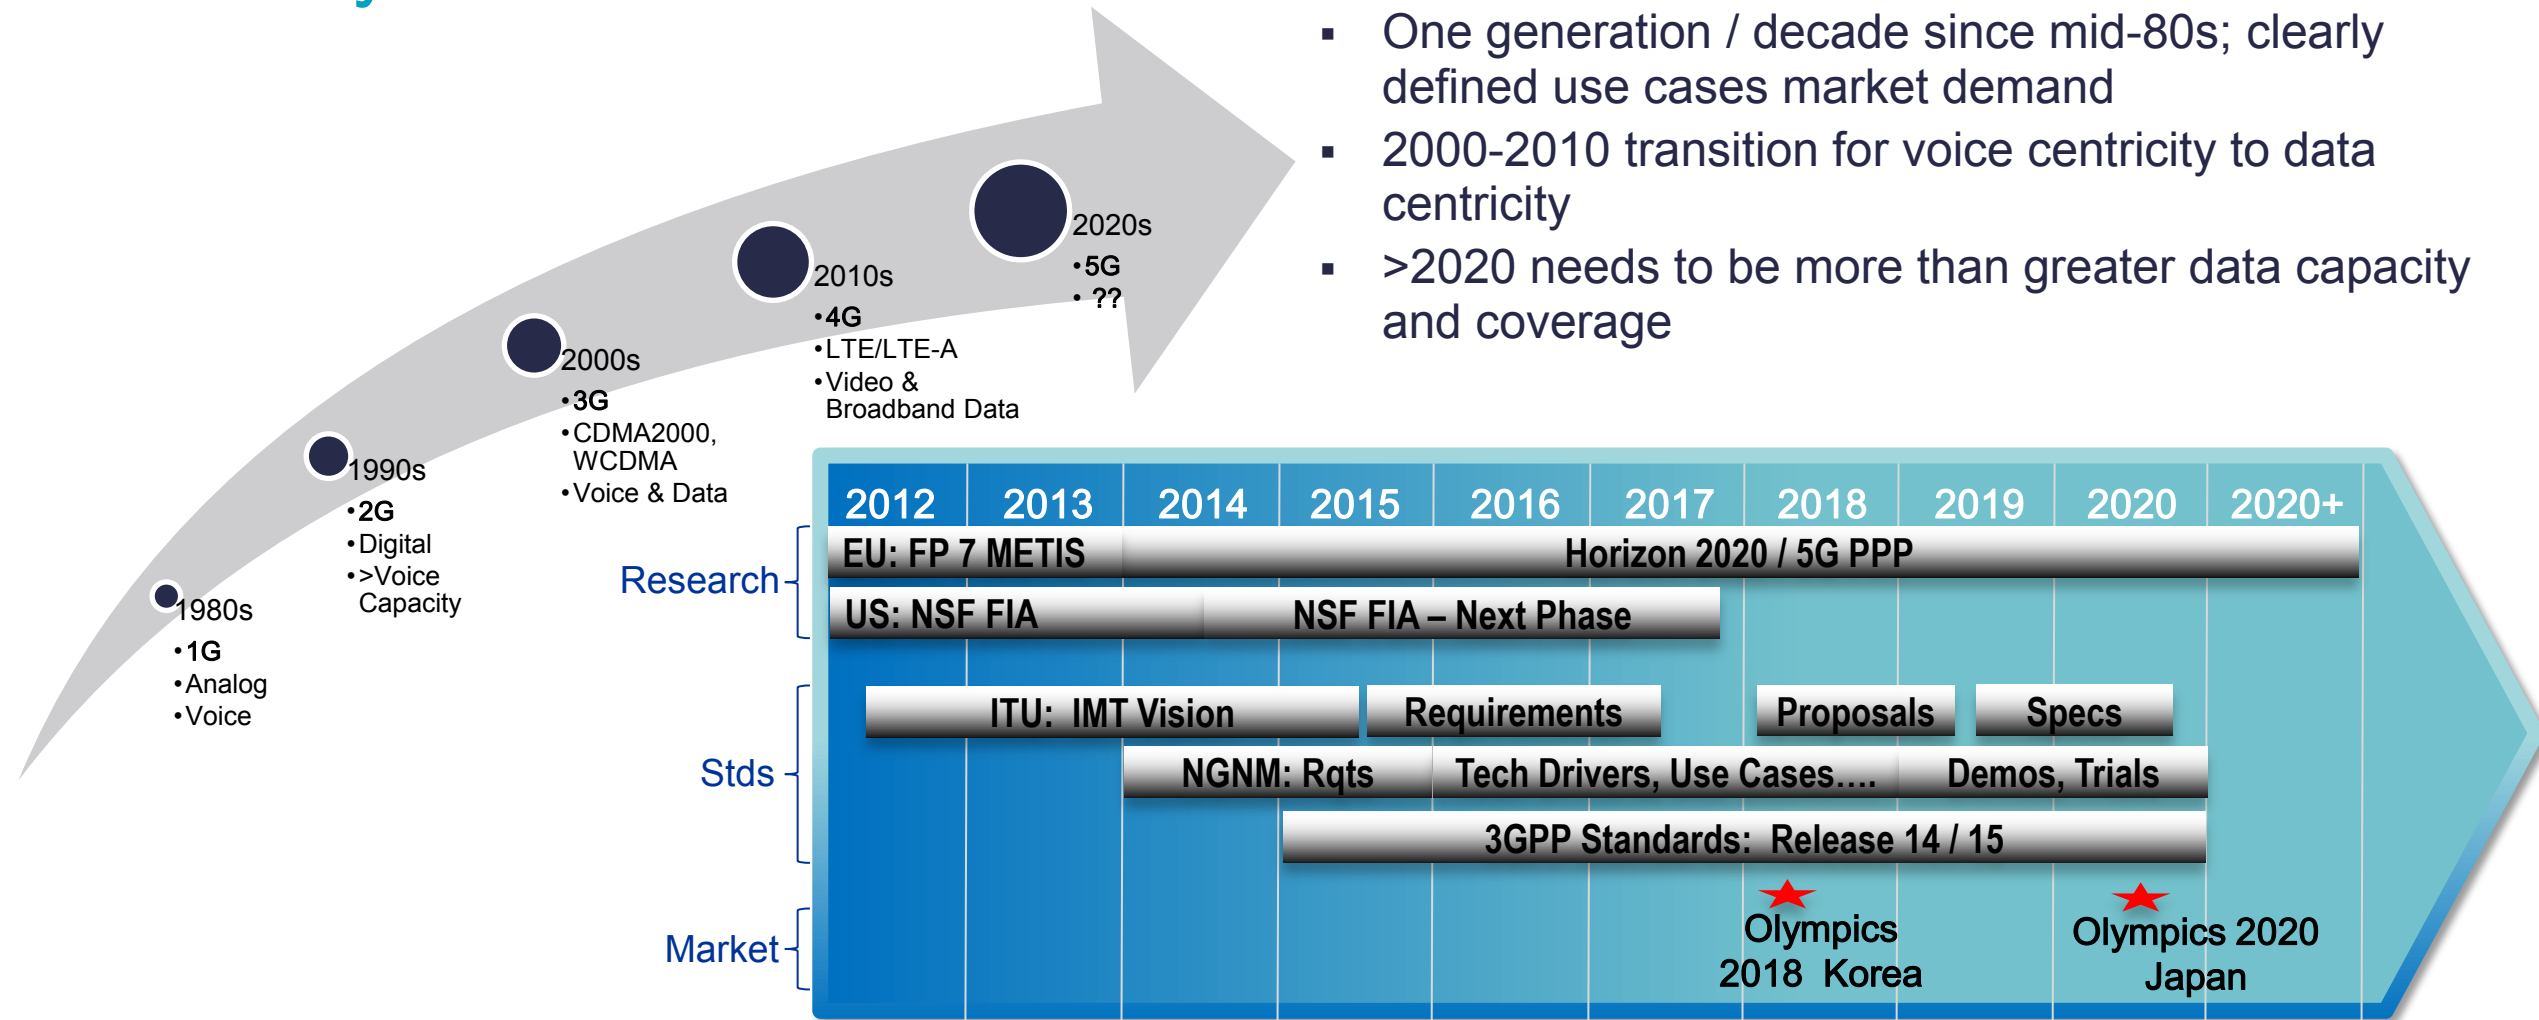 ▪ One generation / decade since mid-80s; clearly
defined use cases market demand
▪ 2000-2010 transition for voice centricity to data
centricity
▪ >2020 needs to be more than greater data capacity
and coverage
2020s
•5G
• ??
2010s
•4G
•LTE/LTE-A
•Video &
Broadband Data
2000s
•3G
•CDMA2000,
WCDMA
•Voice & Data
1990s
•2G
•Digital
•>Voice
Capacity
1980s
•1G
•Analog
•Voice
2012 2013 2014 2015 2016 2017 2018 2019 2020 2020+
Research
EU: FP 7 METIS Horizon 2020 / 5G PPP
US: NSF FIA NSF FIA – Next Phase
Stds
ITU: IMT Vision Requirements Proposals Specs
NGNM: Rqts Tech Drivers, Use Cases…. Demos, Trials
3GPP Standards: Release 14 / 15
Market
Olympics
2018 Korea
Olympics 2020
Japan